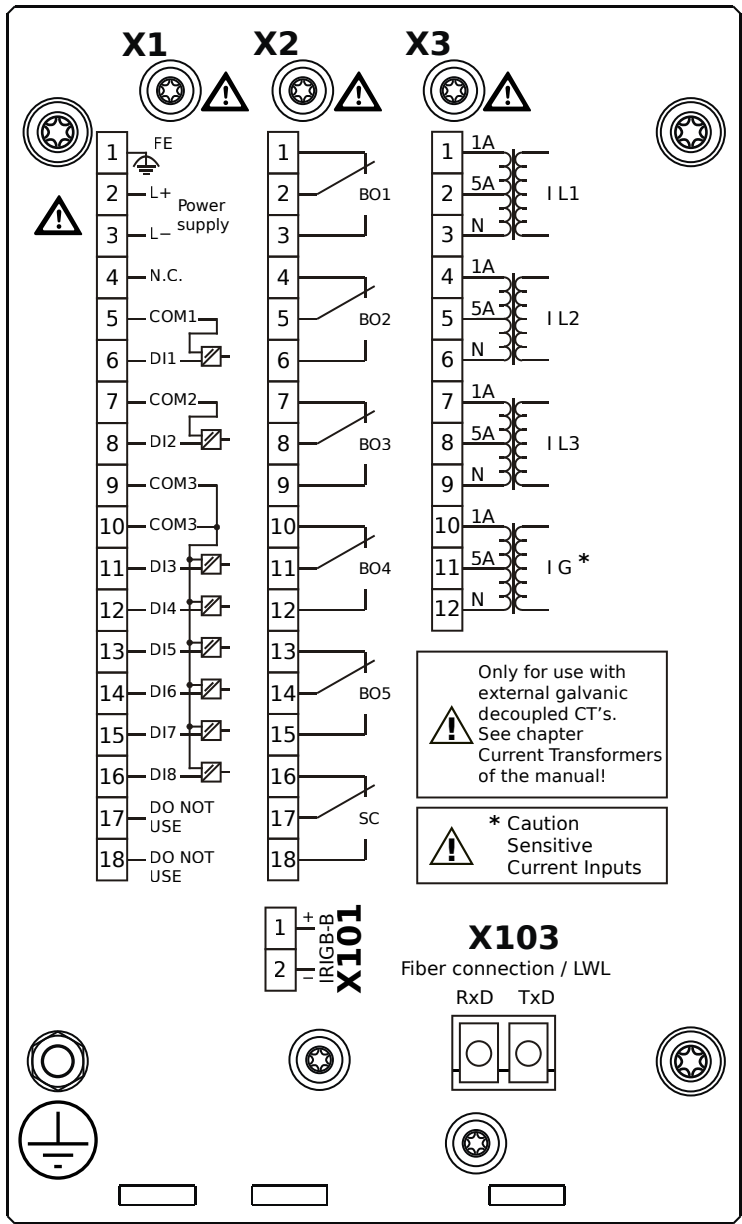 X1
1 FE
2 L+
Power
supply
3 L−
4 N.C.
5 COM1
6 DI1
7 COM2
8 DI2
9 COM3
10 COM3
11 DI3
12 DI4
13 DI5
14 DI6
15 DI7
16 DI8
17 DO NOT
USE
18 DO NOT
USE
X2
1
2 BO1
3
4
5 BO2
6
7
8 BO3
9
10
11 BO4
12
13
14 BO5
15
16
17 SC
18
X3
1 1A
2 5A I L1
3 N
4 1A
5 5A I L2
6 N
7 1A
8 5A I L3
9 N
10 1A
11 5A I G *
12 N
!
!
!
!
! Only for use with
external galvanic
decoupled CT’s.
See chapter
Current Transformers
of the manual!
! * Caution
Sensitive
Current Inputs
1 +
2 −
IRIGB-B
X101
X103
Fiber connection / LWL
RxD TxD